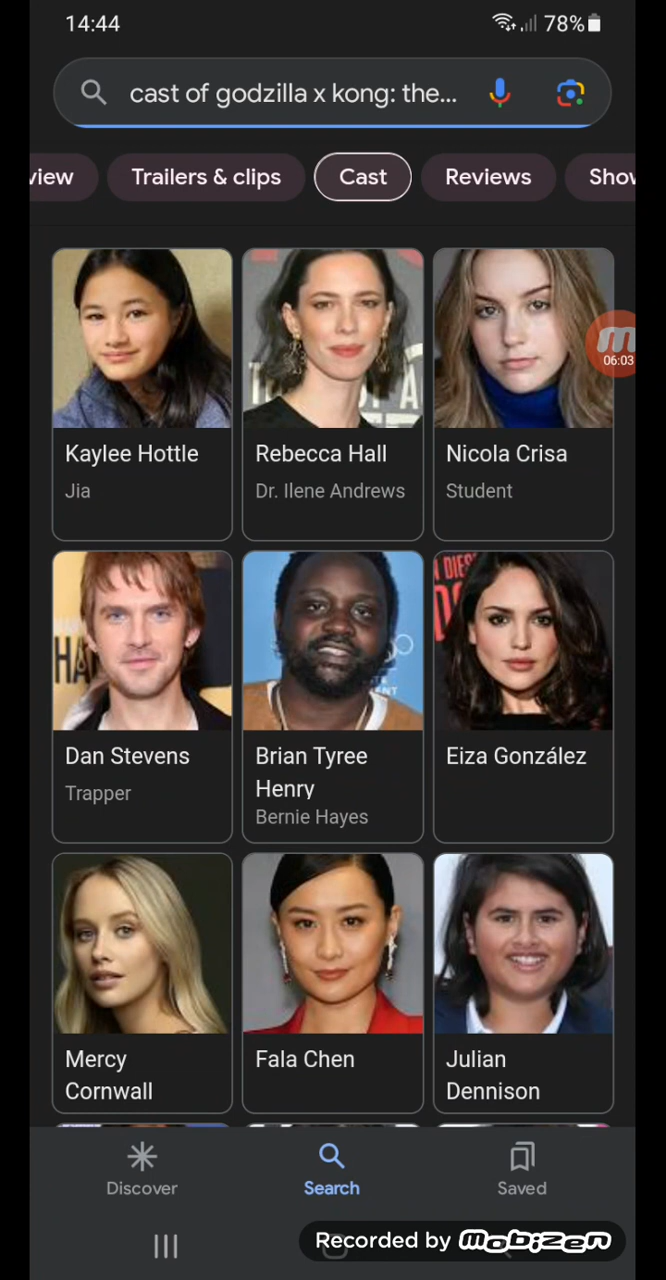 14:44
78%
cast of godzilla x kong: the...
view
Trailers & clips
Cast
Reviews
Show
06:03
Kaylee Hottle
Jia
Rebecca Hall
Dr. Ilene Andrews
Nicola Crisa
Student
Dan Stevens
Trapper
Brian Tyree
Henry
Bernie Hayes
Eiza González
Mercy
Cornwall
Fala Chen
Julian
Dennison
Discover
Search
Saved
Recorded by mobizen